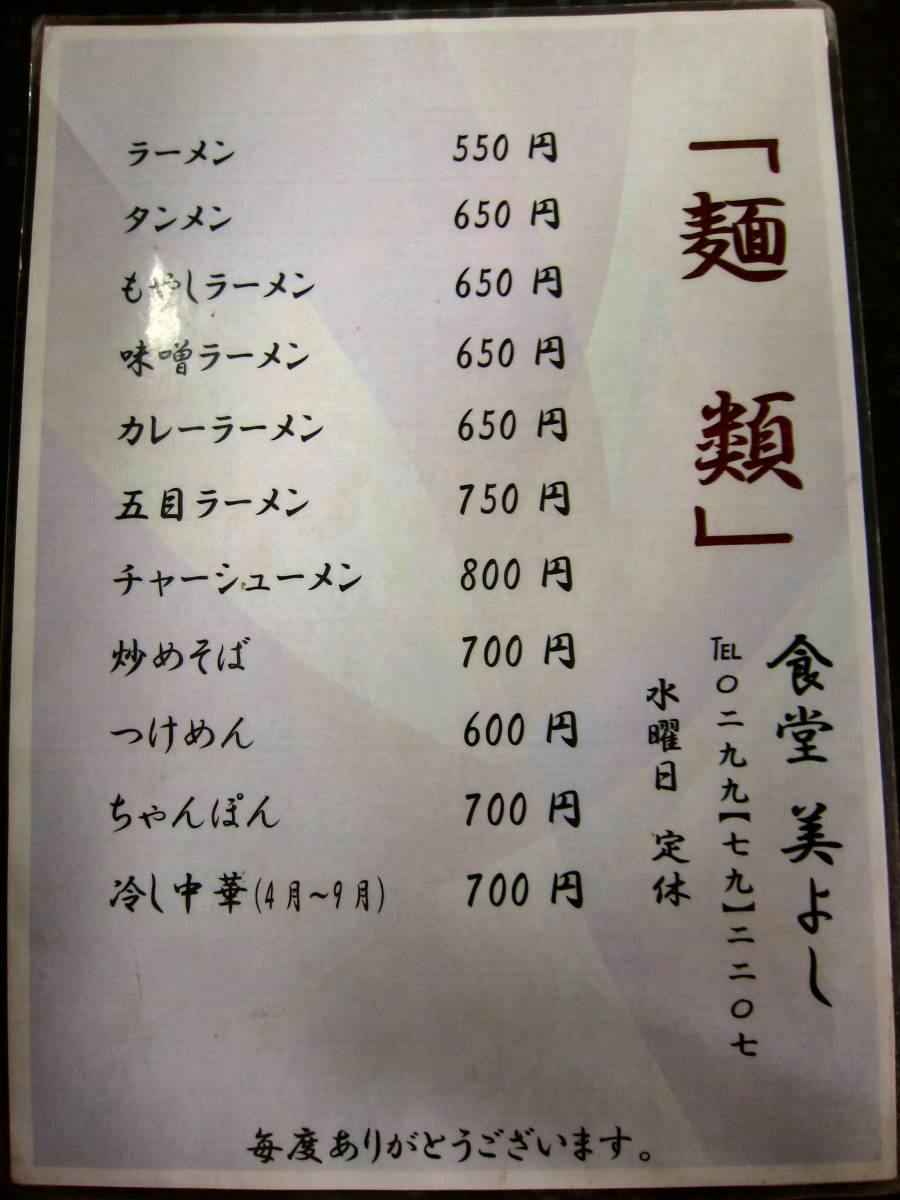 「麺類」
ラーメン 550 円
タンメン 650 円
もやしラーメン 650 円
味噌ラーメン 650 円
カレーラーメン 650 円
五目ラーメン 750 円
チャーシューメン 800 円
炒めそば 700 円
つけめん 600 円
ちゃんぽん 700 円
冷し中華(4月～9月) 700 円
食堂 美よし
TEL〇二九九【七九】二二〇七
水曜日 定休
毎度ありがとうございます。